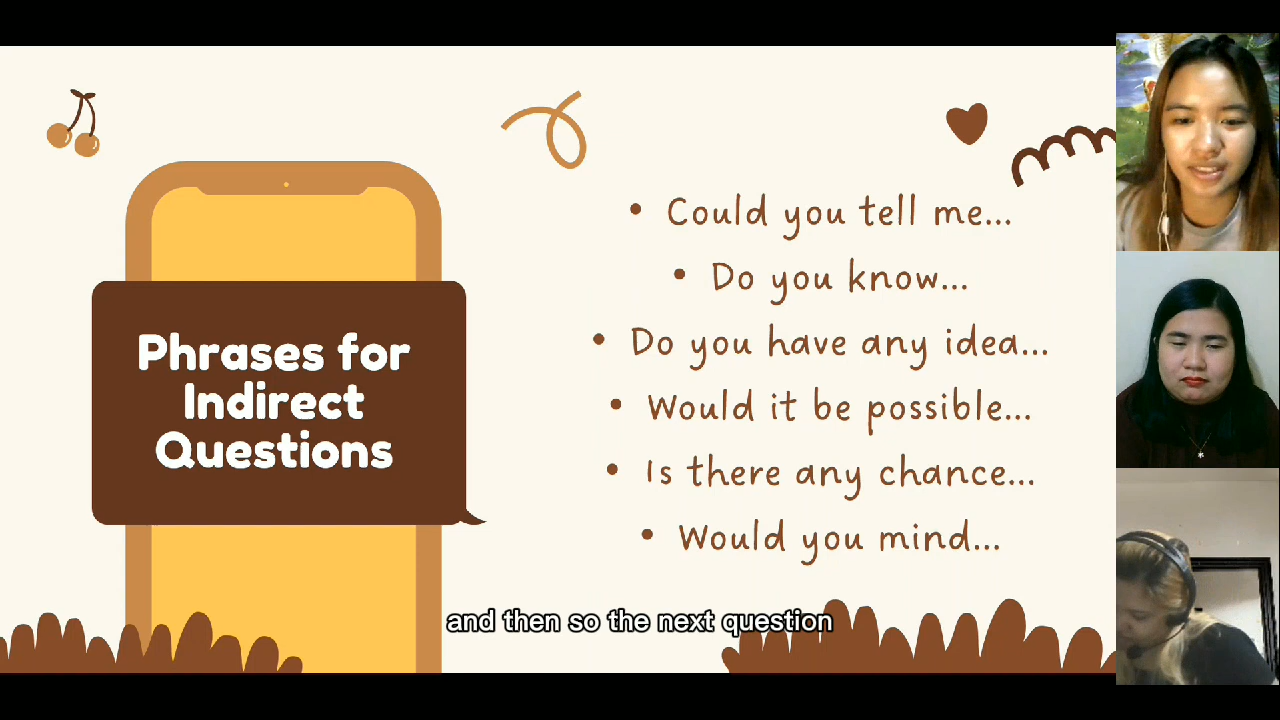 Phrases for
Indirect
Questions
• Could you tell me...
• Do you know...
• Do you have any idea...
• Would it be possible...
• Is there any chance...
• Would you mind...
and then so the next question